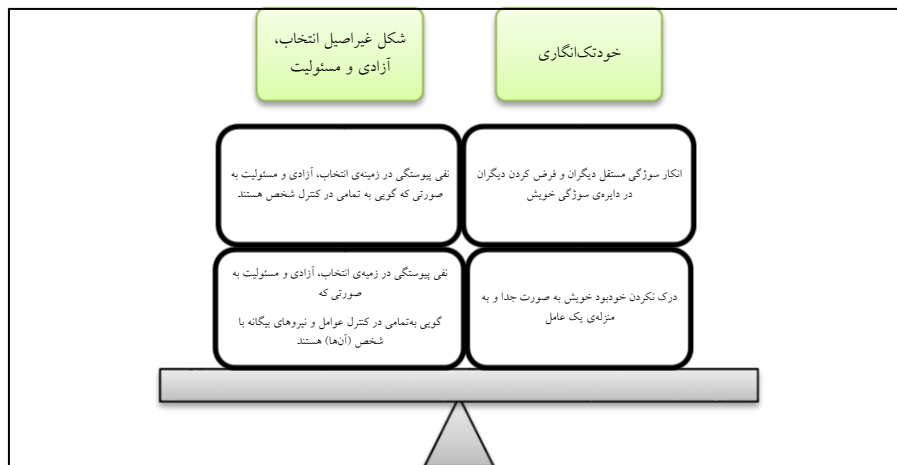 خودتک‌انگاری
شکل غیراصیل انتخاب،
آزادی و مسئولیت
انکار سوژگی مستقل دیگران و فرض کردن دیگران
در دایره‌ی سوژگی خویش
نفی پیوستگی در زمینه‌ی انتخاب، آزادی و مسئولیت به
صورتی که گویی به تمامی در کنترل شخص هستند
درک نکردن خودبود خویش به صورت جدا و به
منزله‌ی یک عامل
نفی پیوستگی در زمیه‌ی انتخاب، آزادی و مسئولیت به
صورتی که
گویی به‌تمامی در کنترل عوامل و نیروهای بیگانه با
شخص (آن‌ها) هستند